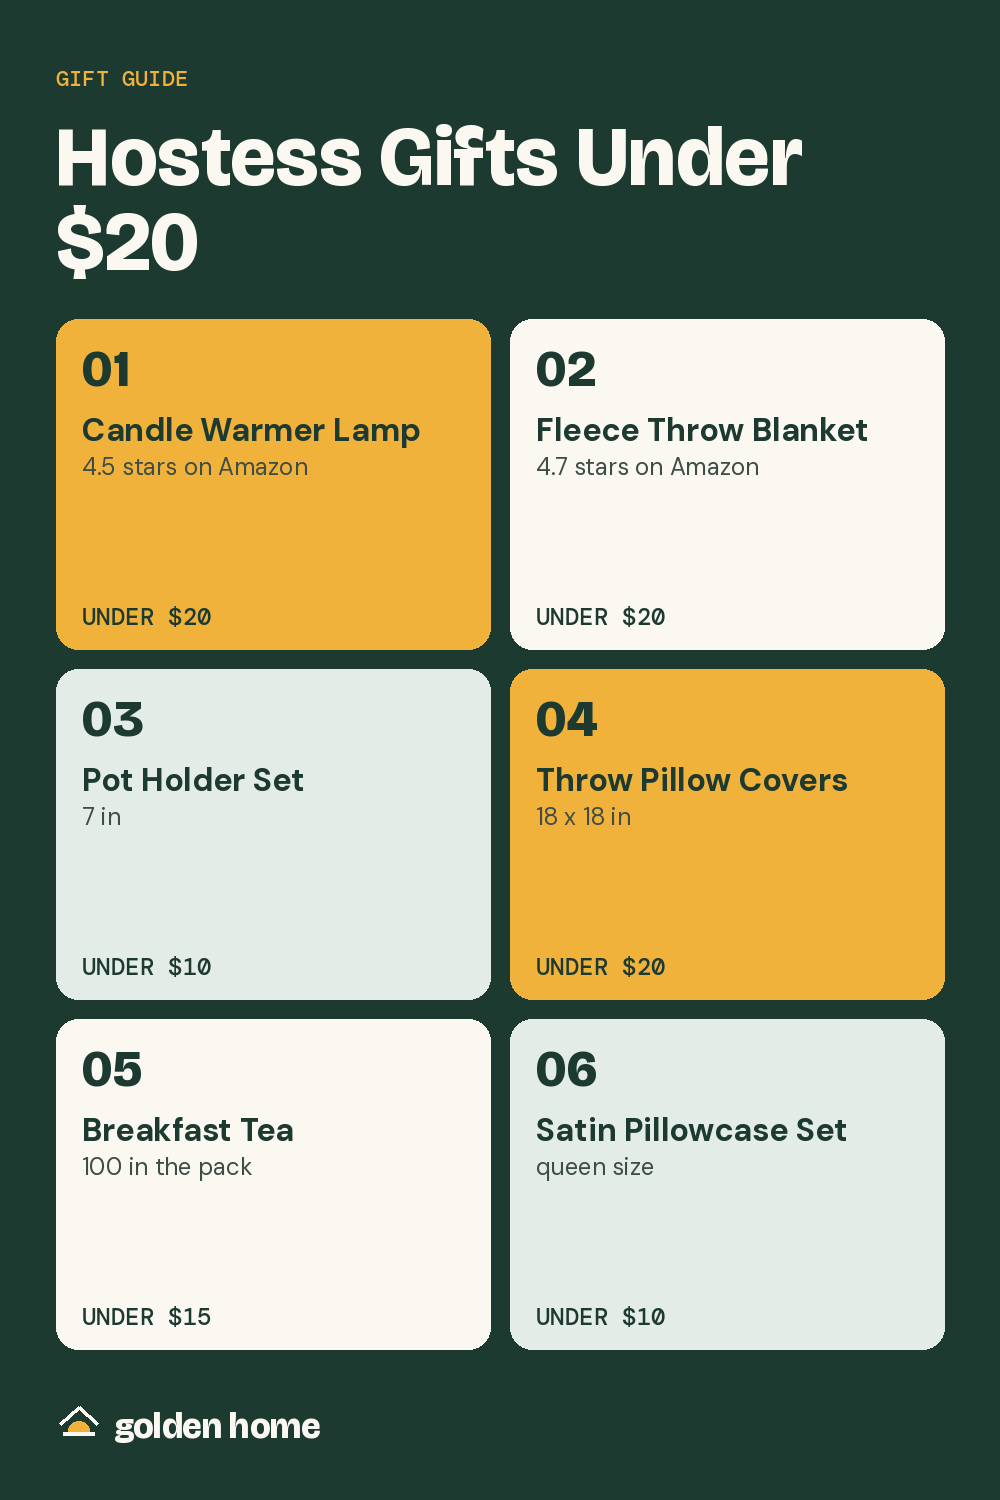 GIFT GUIDE
Hostess Gifts Under
$20
01
Candle Warmer Lamp
4.5 stars on Amazon
UNDER $20
02
Fleece Throw Blanket
4.7 stars on Amazon
UNDER $20
03
Pot Holder Set
7 in
UNDER $10
04
Throw Pillow Covers
18 x 18 in
UNDER $20
05
Breakfast Tea
100 in the pack
UNDER $15
06
Satin Pillowcase Set
queen size
UNDER $10
golden home